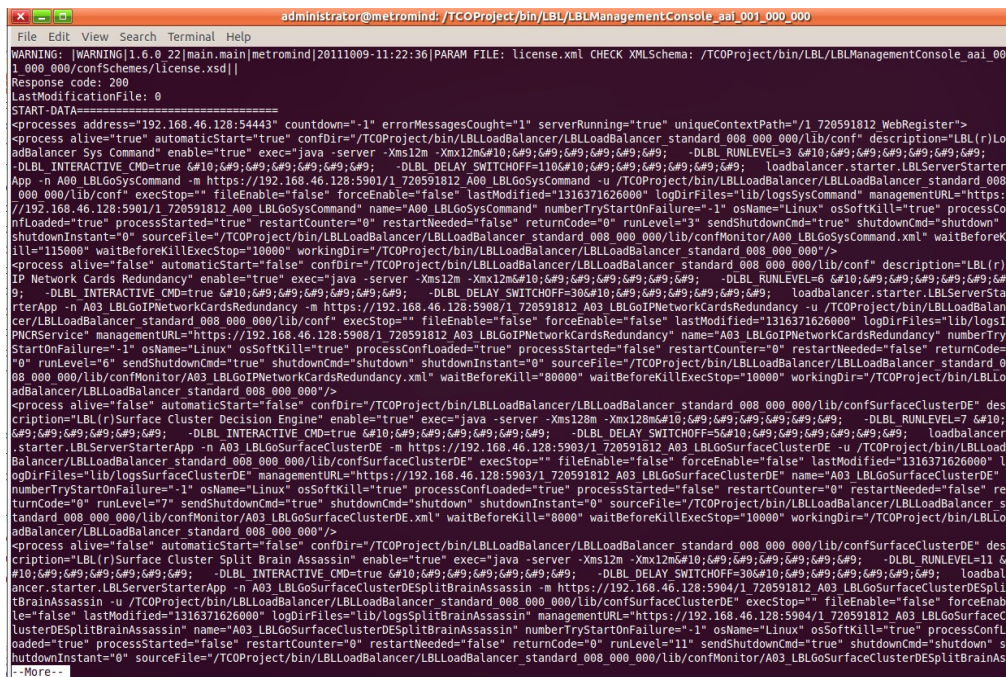 administrator@metromind: /TCOProject/bin/LBL/LBLManagementConsole_aai_001_000_000
File Edit View Search Terminal Help
WARNING: |WARNING|1.6.0_22|main.main|metromind|20111009-11:22:36|PARAM FILE: license.xml CHECK XMLSchema: /TCOProject/bin/LBL/LBLManagementConsole_aai_00
1_000_000/confSchemes/license.xsd||
Response code: 200
LastModificationFile: 0
START-DATA=================================
<processes address="192.168.46.128:54443" countdown="-1" errorMessagesCought="1" serverRunning="true" uniqueContextPath="/1_720591812_WebRegister">
<process alive="true" automaticStart="true" confDir="/TCOProject/bin/LBLLoadBalancer/LBLLoadBalancer_standard_008_000_000/lib/conf" description="LBL(r)Lo
adBalancer Sys Command" enable="true" exec="java -server -Xms12m -Xmx12m&#10;&#9;&#9;&#9;&#9;&#9;   -DLBL_RUNLEVEL=3 &#10;&#9;&#9;&#9;&#9;&#9;
-DLBL_INTERACTIVE_CMD=true &#10;&#9;&#9;&#9;&#9;&#9;   -DLBL_DELAY_SWITCHOFF=110&#10;&#9;&#9;&#9;&#9;&#9;   loadbalancer.starter.LBLServerStarter
App -n A00_LBLGoSysCommand -m https://192.168.46.128:5901/1_720591812_A00_LBLGoSysCommand -u /TCOProject/bin/LBLLoadBalancer/LBLLoadBalancer_standard_008
_000_000/lib/conf" execStop="" fileEnable="false" forceEnable="false" lastModified="1316371626000" logDirFiles="lib/logsSysCommand" managementURL="https:
//192.168.46.128:5901/1_720591812_A00_LBLGoSysCommand" name="A00_LBLGoSysCommand" numberTryStartOnFailure="-1" osName="Linux" osSoftKill="true" processCo
nfLoaded="true" processStarted="true" restartCounter="0" restartNeeded="false" returnCode="0" runLevel="3" sendShutdownCmd="true" shutdownCmd="shutdown"
shutdownInstant="0" sourceFile="/TCOProject/bin/LBLLoadBalancer/LBLLoadBalancer_standard_008_000_000/lib/confMonitor/A00_LBLGoSysCommand.xml" waitBeforeK
ill="115000" waitBeforeKillExecStop="10000" workingDir="/TCOProject/bin/LBLLoadBalancer/LBLLoadBalancer_standard_008_000_000"/>
<process alive="false" automaticStart="false" confDir="/TCOProject/bin/LBLLoadBalancer/LBLLoadBalancer_standard_008_000_000/lib/conf" description="LBL(r)
IP Network Cards Redundancy" enable="true" exec="java -server -Xms12m -Xmx12m&#10;&#9;&#9;&#9;&#9;&#9;   -DLBL_RUNLEVEL=6 &#10;&#9;&#9;&#9;&#9;&#
9;   -DLBL_INTERACTIVE_CMD=true &#10;&#9;&#9;&#9;&#9;&#9;   -DLBL_DELAY_SWITCHOFF=30&#10;&#9;&#9;&#9;&#9;&#9;   loadbalancer.starter.LBLServerSta
rterApp -n A03_LBLGoIPNetworkCardsRedundancy -m https://192.168.46.128:5908/1_720591812_A03_LBLGoIPNetworkCardsRedundancy -u /TCOProject/bin/LBLLoadBalan
cer/LBLLoadBalancer_standard_008_000_000/lib/conf" execStop="" fileEnable="false" forceEnable="false" lastModified="1316371626000" logDirFiles="lib/logsI
PNCRService" managementURL="https://192.168.46.128:5908/1_720591812_A03_LBLGoIPNetworkCardsRedundancy" name="A03_LBLGoIPNetworkCardsRedundancy" numberTry
StartOnFailure="-1" osName="Linux" osSoftKill="true" processConfLoaded="true" processStarted="false" restartCounter="0" restartNeeded="false" returnCode=
"0" runLevel="6" sendShutdownCmd="true" shutdownCmd="shutdown" shutdownInstant="0" sourceFile="/TCOProject/bin/LBLLoadBalancer/LBLLoadBalancer_standard_0
08_000_000/lib/confMonitor/A03_LBLGoIPNetworkCardsRedundancy.xml" waitBeforeKill="80000" waitBeforeKillExecStop="10000" workingDir="/TCOProject/bin/LBLLo
adBalancer/LBLLoadBalancer_standard_008_000_000"/>
<process alive="false" automaticStart="false" confDir="/TCOProject/bin/LBLLoadBalancer/LBLLoadBalancer_standard_008_000_000/lib/confSurfaceClusterDE" des
cription="LBL(r)Surface Cluster Decision Engine" enable="true" exec="java -server -Xms128m -Xmx128m&#10;&#9;&#9;&#9;&#9;&#9;   -DLBL_RUNLEVEL=7 &#10;
&#9;&#9;&#9;&#9;&#9;   -DLBL_INTERACTIVE_CMD=true &#10;&#9;&#9;&#9;&#9;&#9;   -DLBL_DELAY_SWITCHOFF=5&#10;&#9;&#9;&#9;&#9;&#9;   loadbalancer
.starter.LBLServerStarterApp -n A03_LBLGoSurfaceClusterDE -m https://192.168.46.128:5903/1_720591812_A03_LBLGoSurfaceClusterDE -u /TCOProject/bin/LBLLoad
Balancer/LBLLoadBalancer_standard_008_000_000/lib/confSurfaceClusterDE" execStop="" fileEnable="false" forceEnable="false" lastModified="1316371626000" l
ogDirFiles="lib/logsSurfaceClusterDE" managementURL="https://192.168.46.128:5903/1_720591812_A03_LBLGoSurfaceClusterDE" name="A03_LBLGoSurfaceClusterDE"
numberTryStartOnFailure="-1" osName="Linux" osSoftKill="true" processConfLoaded="true" processStarted="false" restartCounter="0" restartNeeded="false" re
turnCode="0" runLevel="7" sendShutdownCmd="true" shutdownCmd="shutdown" shutdownInstant="0" sourceFile="/TCOProject/bin/LBLLoadBalancer/LBLLoadBalancer_s
tandard_008_000_000/lib/confMonitor/A03_LBLGoSurfaceClusterDE.xml" waitBeforeKill="8000" waitBeforeKillExecStop="10000" workingDir="/TCOProject/bin/LBLLo
adBalancer/LBLLoadBalancer_standard_008_000_000"/>
<process alive="false" automaticStart="false" confDir="/TCOProject/bin/LBLLoadBalancer/LBLLoadBalancer_standard_008_000_000/lib/confSurfaceClusterDE" des
cription="LBL(r)Surface Cluster Split Brain Assassin" enable="true" exec="java -server -Xms12m -Xmx12m&#10;&#9;&#9;&#9;&#9;&#9;   -DLBL_RUNLEVEL=11 &
#10;&#9;&#9;&#9;&#9;&#9;   -DLBL_INTERACTIVE_CMD=true &#10;&#9;&#9;&#9;&#9;&#9;   -DLBL_DELAY_SWITCHOFF=30&#10;&#9;&#9;&#9;&#9;&#9;   loadbal
ancer.starter.LBLServerStarterApp -n A03_LBLGoSurfaceClusterDESplitBrainAssassin -m https://192.168.46.128:5904/1_720591812_A03_LBLGoSurfaceClusterDESpli
tBrainAssassin -u /TCOProject/bin/LBLLoadBalancer/LBLLoadBalancer_standard_008_000_000/lib/confSurfaceClusterDE" execStop="" fileEnable="false" forceEnab
le="false" lastModified="1316371626000" logDirFiles="lib/logsSplitBrainAssassin" managementURL="https://192.168.46.128:5904/1_720591812_A03_LBLGoSurfaceC
lusterDESplitBrainAssassin" name="A03_LBLGoSurfaceClusterDESplitBrainAssassin" numberTryStartOnFailure="-1" osName="Linux" osSoftKill="true" processConfL
oaded="true" processStarted="false" restartCounter="0" restartNeeded="false" returnCode="0" runLevel="11" sendShutdownCmd="true" shutdownCmd="shutdown" s
hutdownInstant="0" sourceFile="/TCOProject/bin/LBLLoadBalancer/LBLLoadBalancer_standard_008_000_000/lib/confMonitor/A03_LBLGoSurfaceClusterDESplitBrainAs
--More--